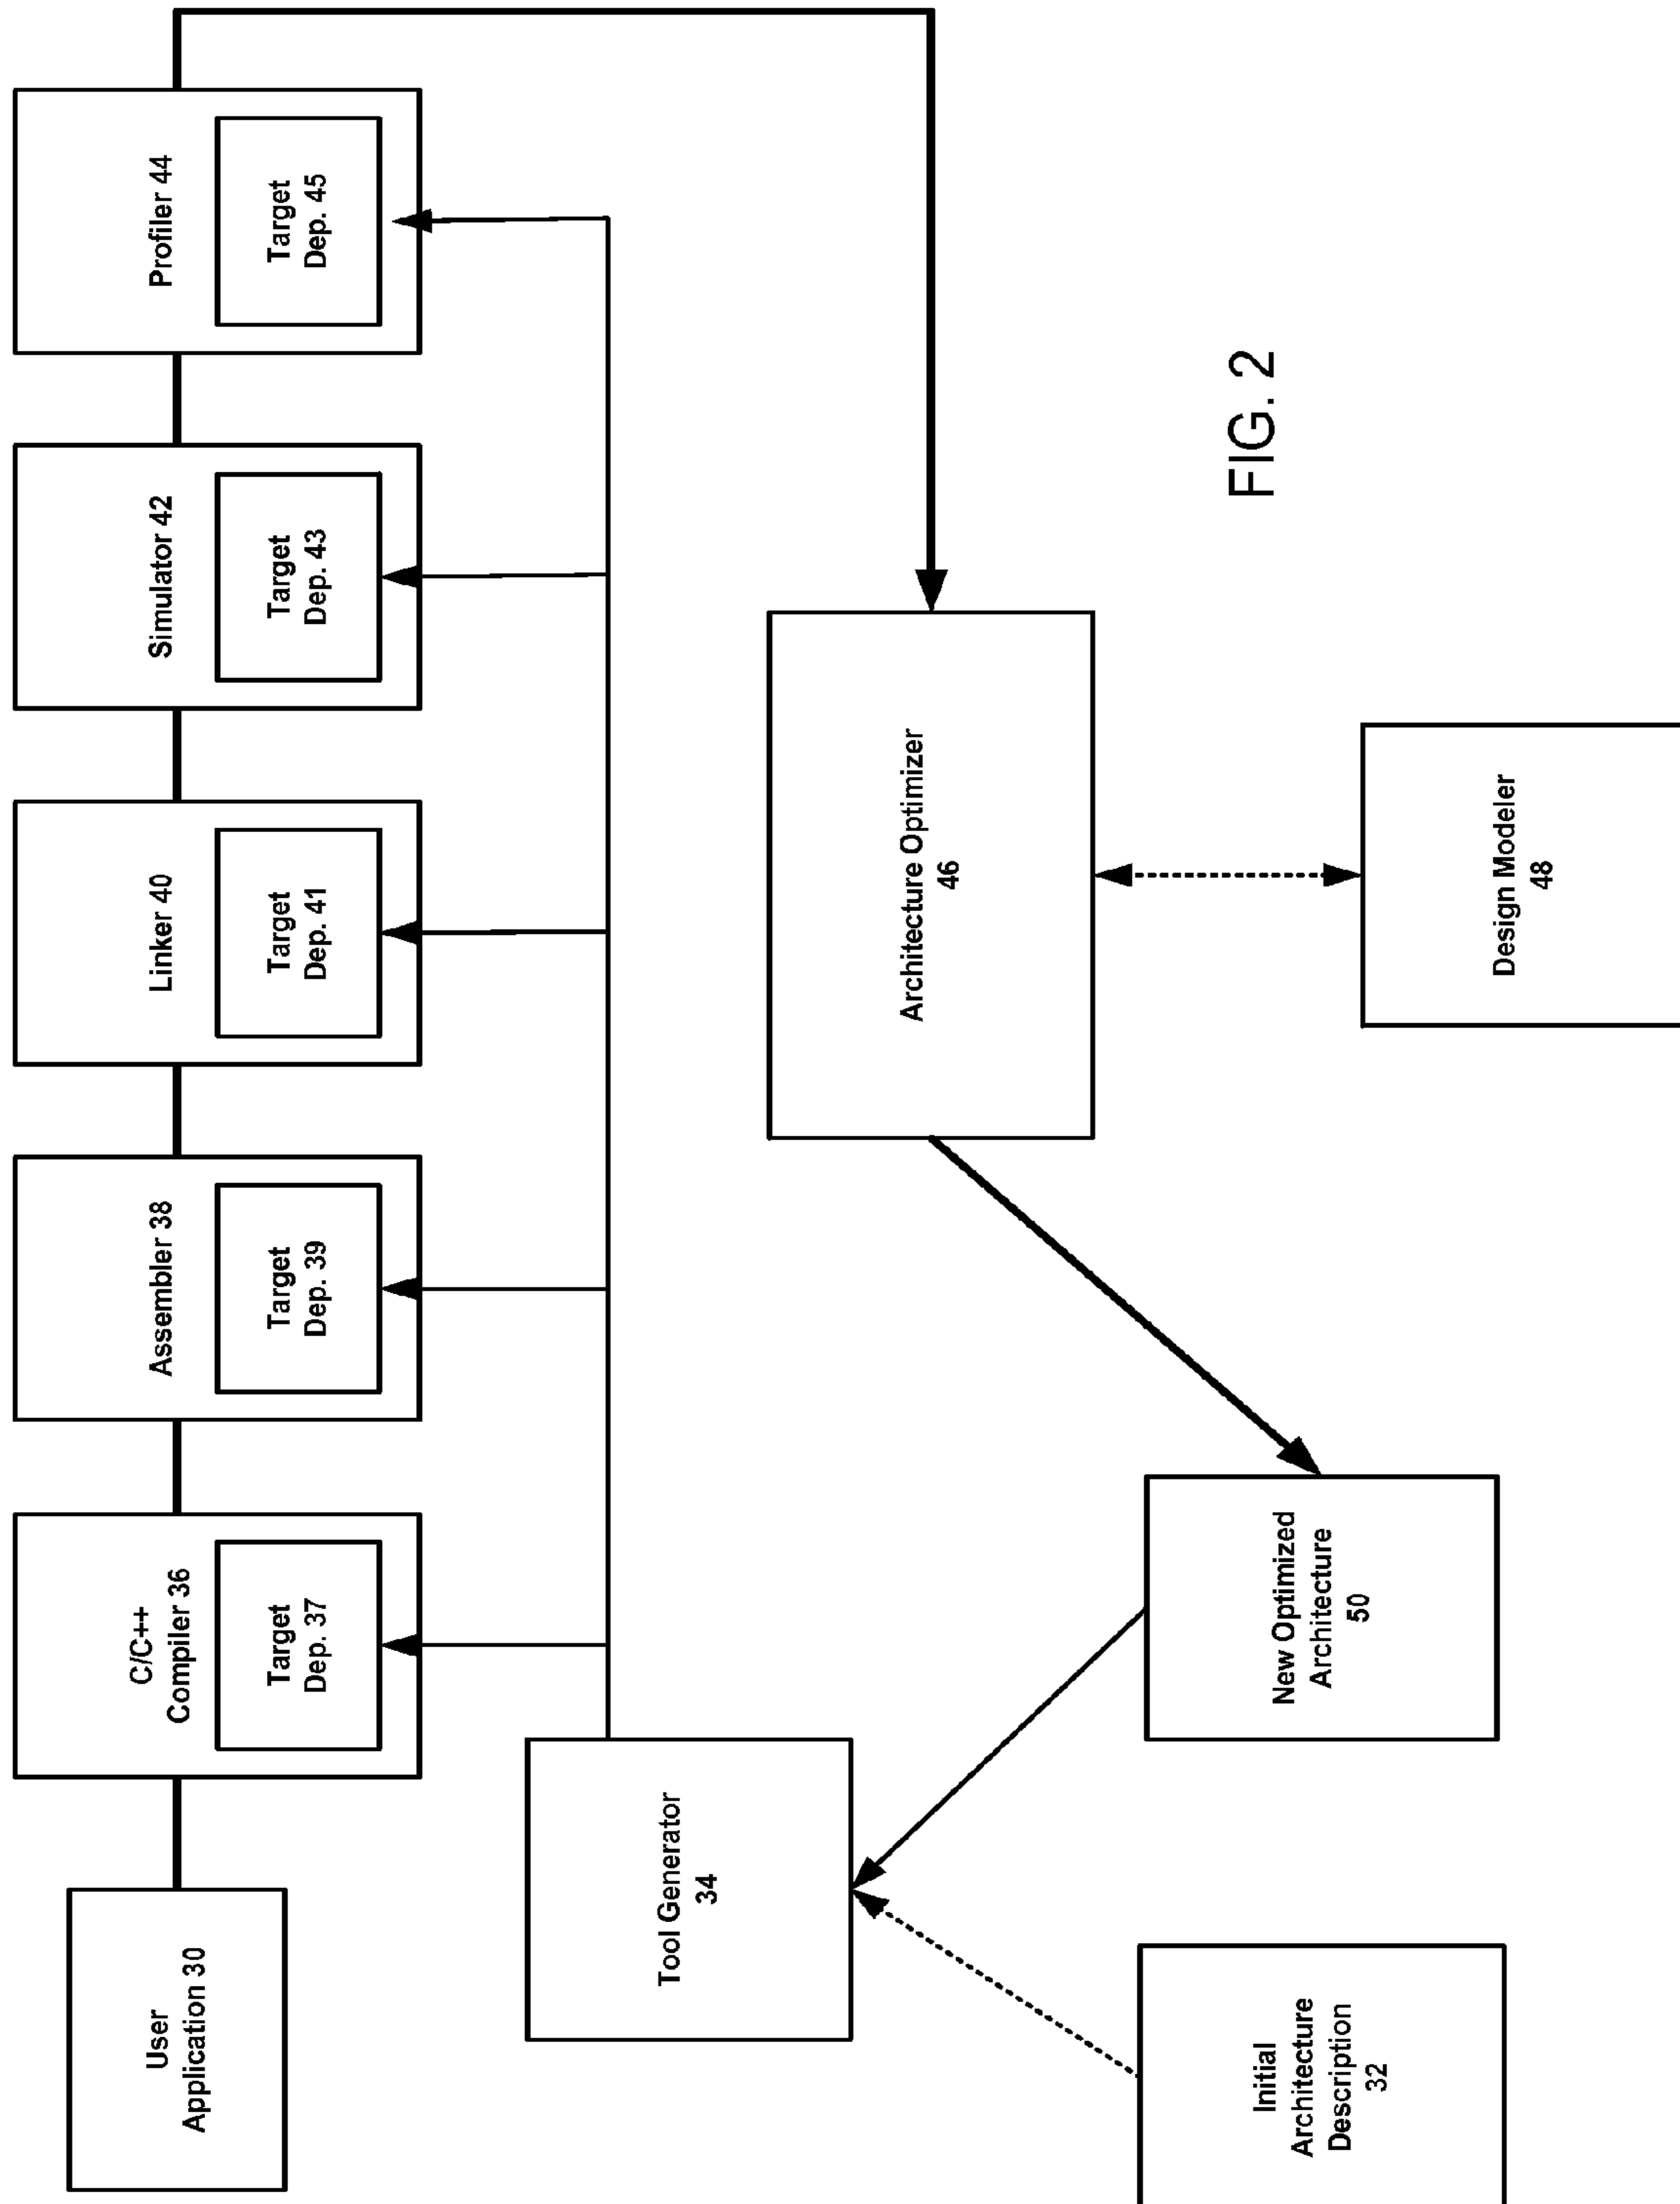 User
Application 30
C/C++
Compiler 36
Target
Dep. 37
Assembler 38
Target
Dep. 39
Linker 40
Target
Dep. 41
Simulator 42
Target
Dep. 43
Profiler 44
Target
Dep. 45
Tool Generator
34
Architecture Optimizer
46
Initial
Architecture
Description
32
New Optimized
Architecture
50
Design Modeler
48
FIG. 2